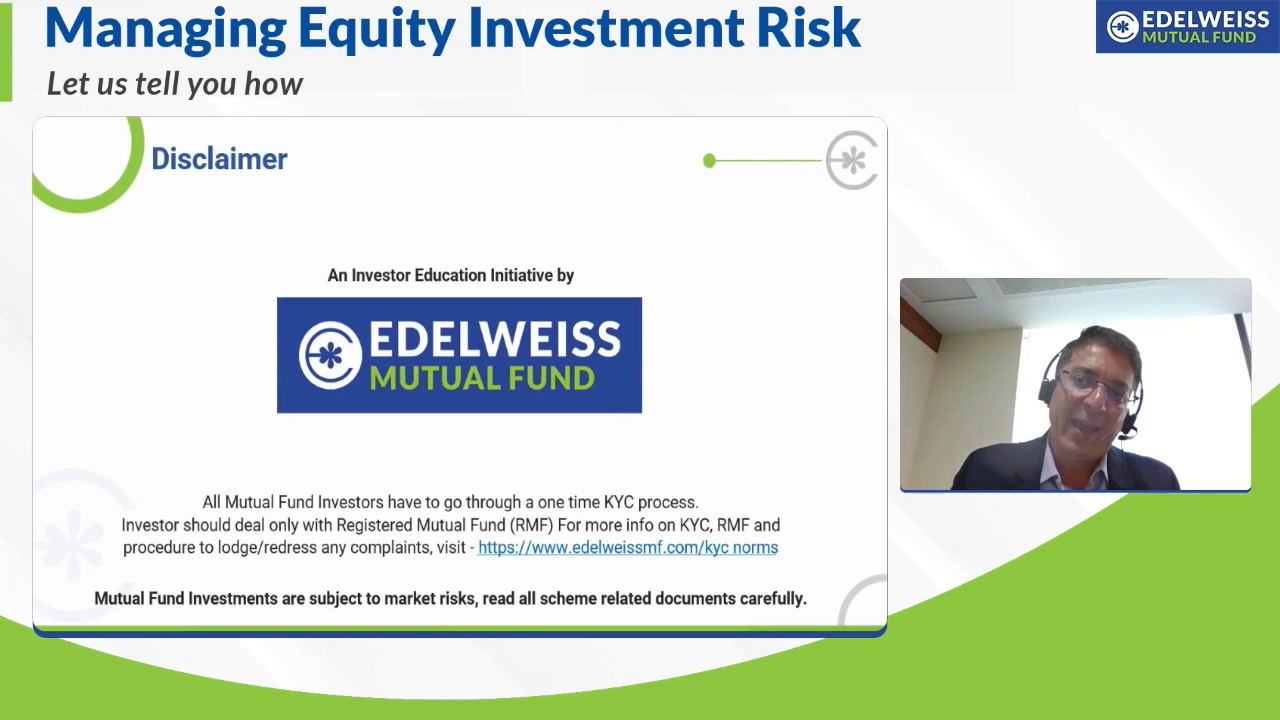 Managing Equity Investment Risk
Let us tell you how
EDELWEISS
MUTUAL FUND
Disclaimer
An Investor Education Initiative by
EDELWEISS
MUTUAL FUND
All Mutual Fund Investors have to go through a one time KYC process.
Investor should deal only with Registered Mutual Fund (RMF) For more info on KYC, RMF and
procedure to lodge/redress any complaints, visit - https://www.edelweissmf.com/kyc norms
Mutual Fund Investments are subject to market risks, read all scheme related documents carefully.